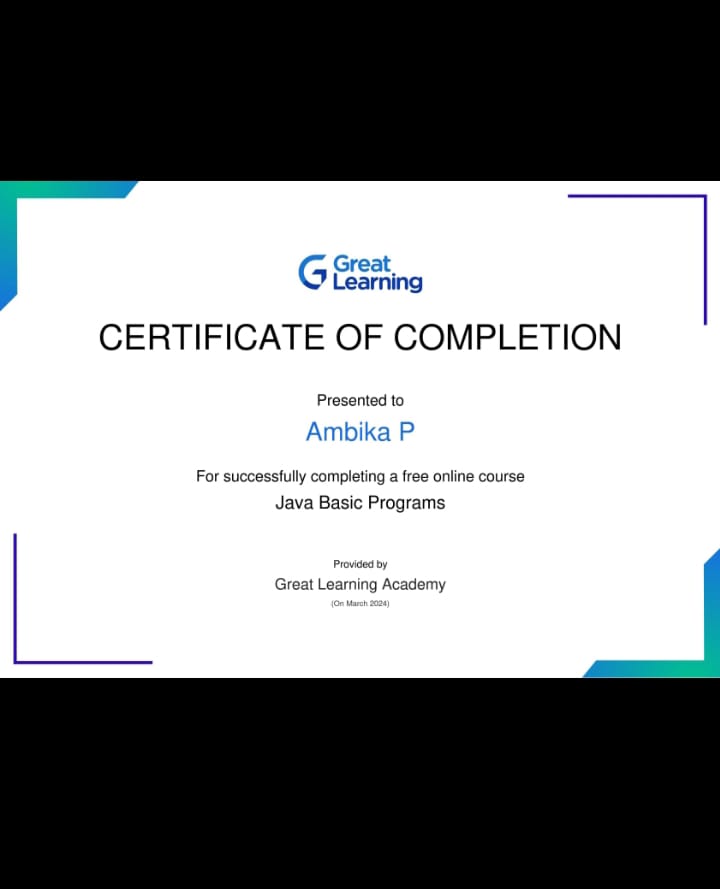 Great
Learning
CERTIFICATE OF COMPLETION
Presented to
Ambika P
For successfully completing a free online course
Java Basic Programs
Provided by
Great Learning Academy
(On March 2024)